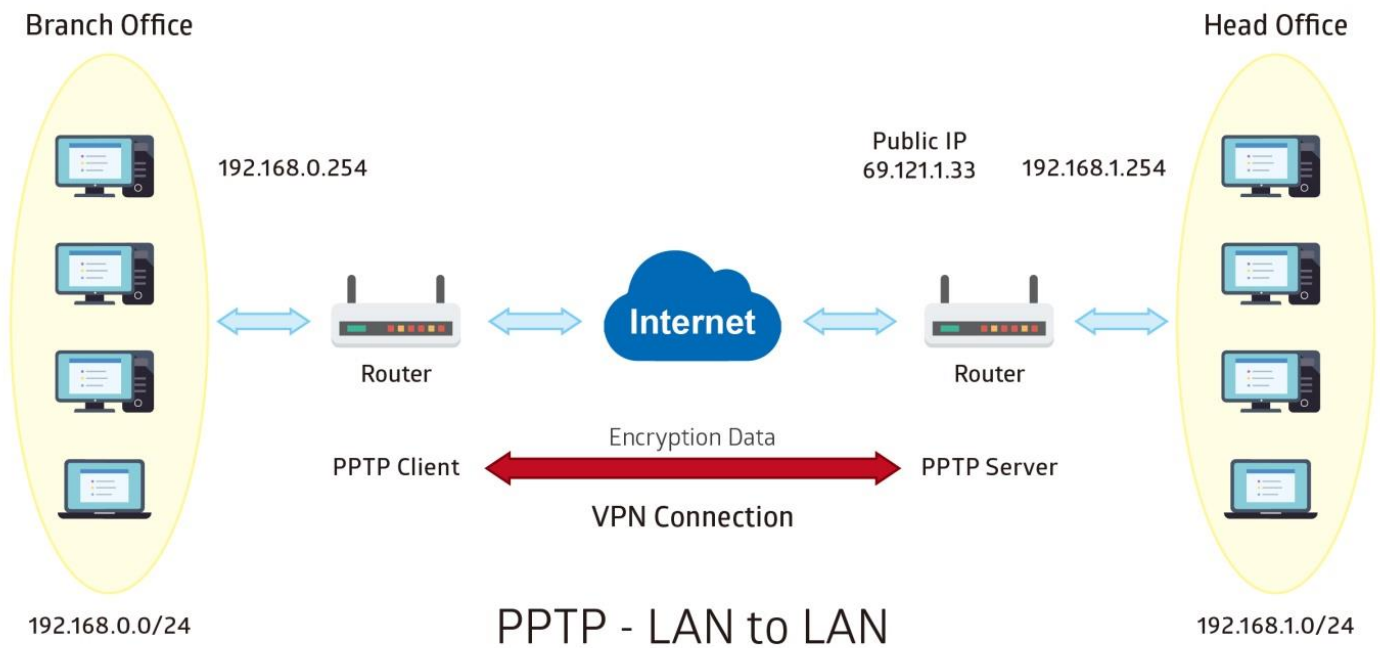 Branch Office
Head Office
192.168.0.254
Public IP
69.121.1.33
192.168.1.254
Internet
Router
Router
Encryption Data
PPTP Client
PPTP Server
VPN Connection
192.168.0.0/24
PPTP - LAN to LAN
192.168.1.0/24